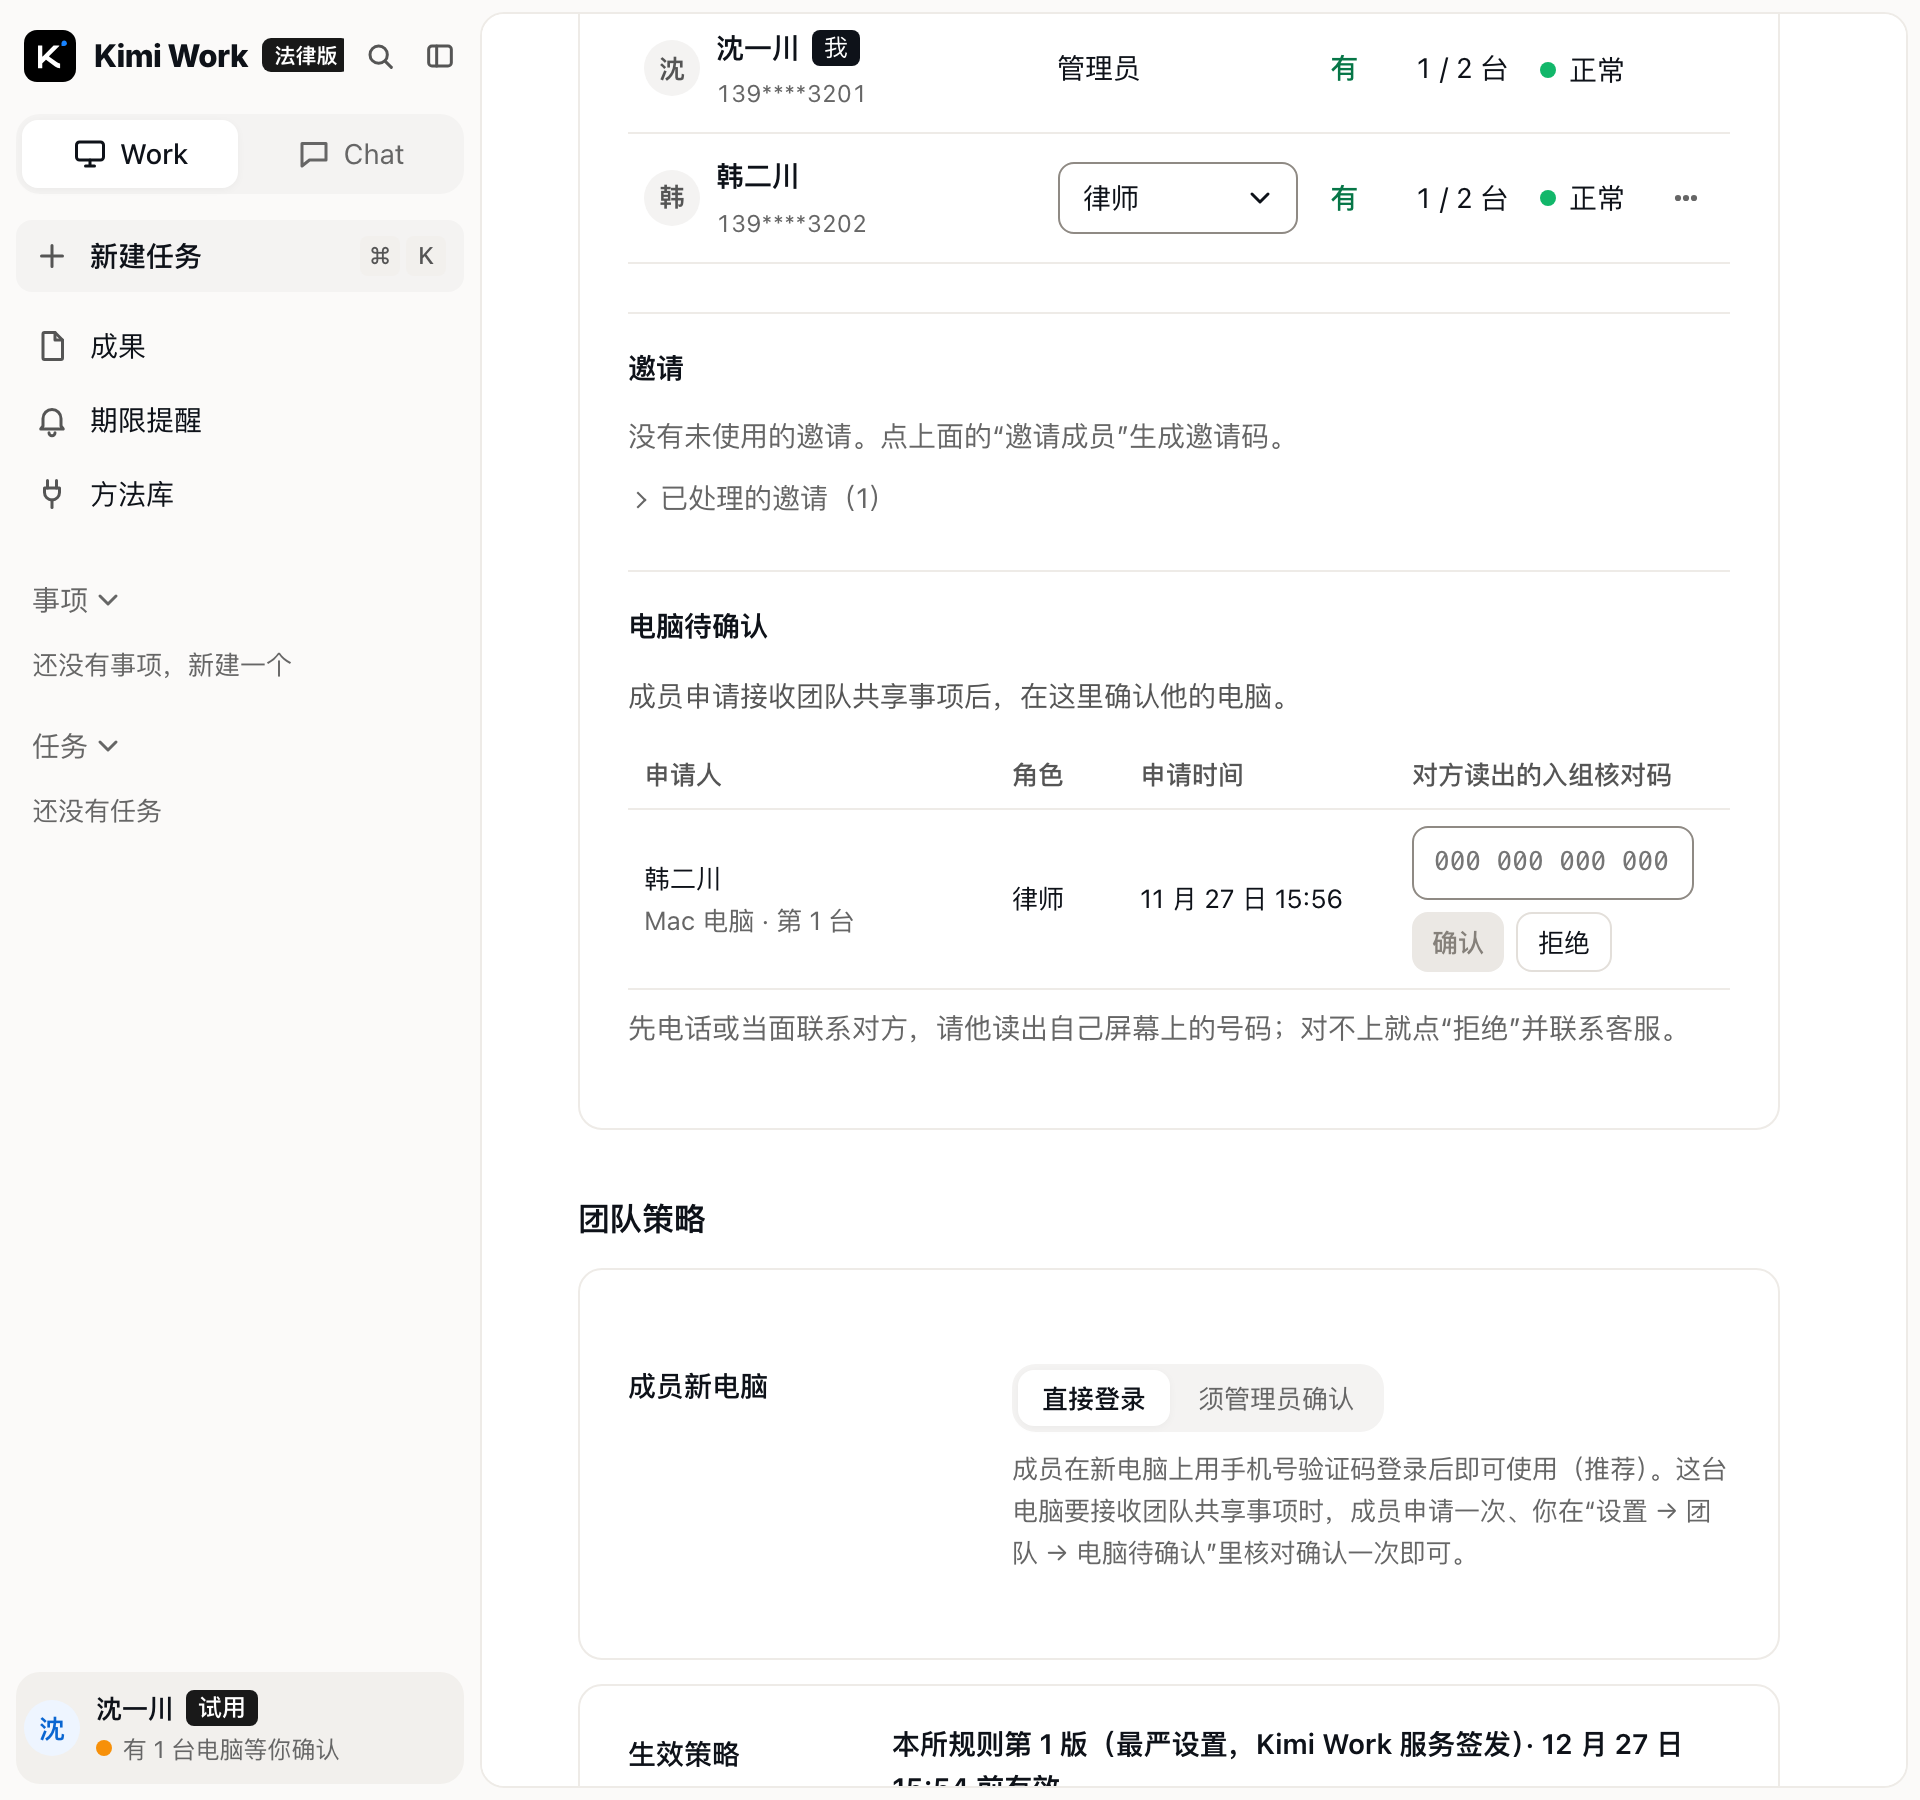 Kimi Work 法律版
Work
Chat
新建任务 ⌘ K
成果
期限提醒
方法库
事项
还没有事项，新建一个
任务
还没有任务
沈 沈一川 试用
有 1 台电脑等你确认
沈 沈一川 我
139****3201
管理员 有 1 / 2 台 正常
韩 韩二川
139****3202
律师 有 1 / 2 台 正常
邀请
没有未使用的邀请。点上面的“邀请成员”生成邀请码。
已处理的邀请（1）
电脑待确认
成员申请接收团队共享事项后，在这里确认他的电脑。
申请人 角色 申请时间 对方读出的入组核对码
韩二川
Mac 电脑 · 第 1 台
律师 11 月 27 日 15:56
000 000 000 000
确认 拒绝
先电话或当面联系对方，请他读出自己屏幕上的号码；对不上就点“拒绝”并联系客服。
团队策略
成员新电脑
直接登录 须管理员确认
成员在新电脑上用手机号验证码登录后即可使用（推荐）。这台
电脑要接收团队共享事项时，成员申请一次、你在“设置 → 团
队 → 电脑待确认”里核对确认一次即可。
生效策略
本所规则第 1 版（最严设置，Kimi Work 服务签发）· 12 月 27 日
15:54 前有效